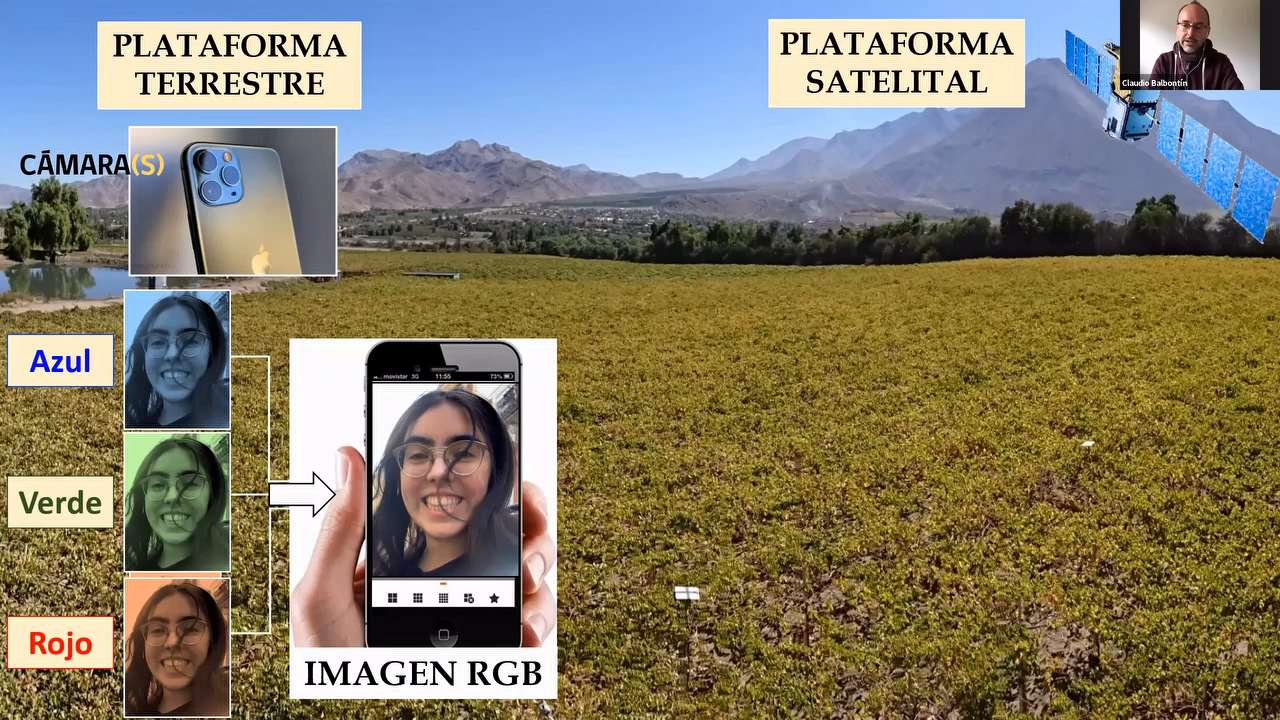 PLATAFORMA
TERRESTRE
PLATAFORMA
SATELITAL
Claudio Balbontín
CÁMARA(S)
Azul
Verde
Rojo
movistar 3G 11:55 73%
IMAGEN RGB